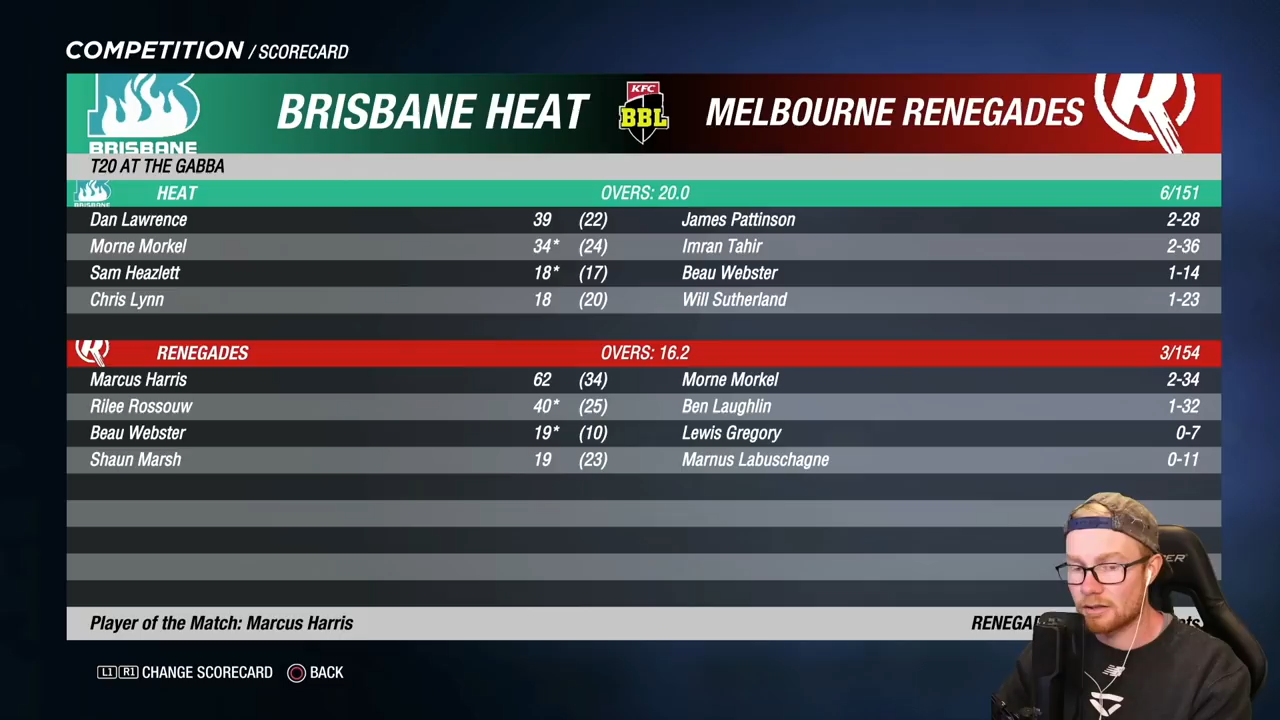 COMPETITION / SCORECARD
BRISBANE
BRISBANE HEAT
KFC
BBL
MELBOURNE RENEGADES
R
T20 AT THE GABBA
BRISBANE
HEAT OVERS: 20.0 6/151
Dan Lawrence 39 (22) James Pattinson 2-28
Morne Morkel 34* (24) Imran Tahir 2-36
Sam Heazlett 18* (17) Beau Webster 1-14
Chris Lynn 18 (20) Will Sutherland 1-23
R RENEGADES OVERS: 16.2 3/154
Marcus Harris 62 (34) Morne Morkel 2-34
Rilee Rossouw 40* (25) Ben Laughlin 1-32
Beau Webster 19* (10) Lewis Gregory 0-7
Shaun Marsh 19 (23) Marnus Labuschagne 0-11
Player of the Match: Marcus Harris
L1 R1 CHANGE SCORECARD BACK